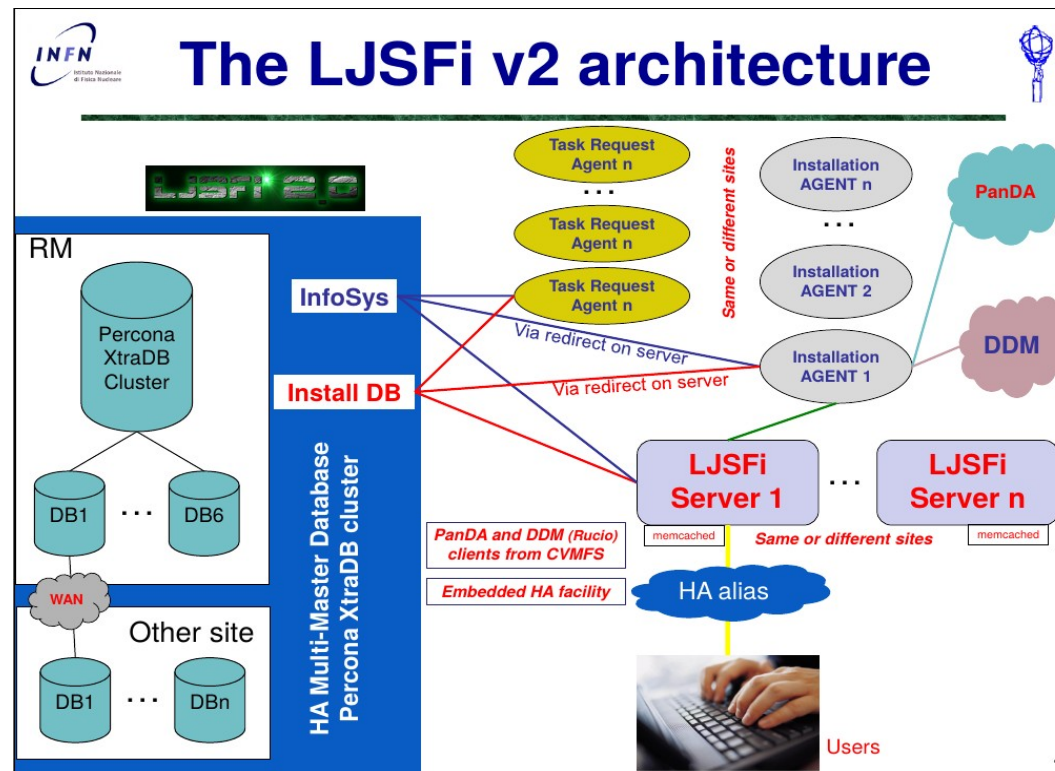 INFN
Istituto Nazionale
di Fisica Nucleare
The LJSFi v2 architecture
LJSFi 2.0
RM
Percona
XtraDB
Cluster
DB1
...
DB6
WAN
Other site
DB1
...
DBn
HA Multi-Master Database
Percona XtraDB cluster
InfoSys
Install DB
Task Request
Agent n
...
Task Request
Agent n
Task Request
Agent n
Same or different sites
Installation
AGENT n
...
Installation
AGENT 2
Installation
AGENT 1
PanDA
DDM
Via redirect on server
Via redirect on server
LJSFi
Server 1
...
LJSFi
Server n
memcached
Same or different sites
memcached
PanDA and DDM (Rucio)
clients from CVMFS
Embedded HA facility
HA alias
Users